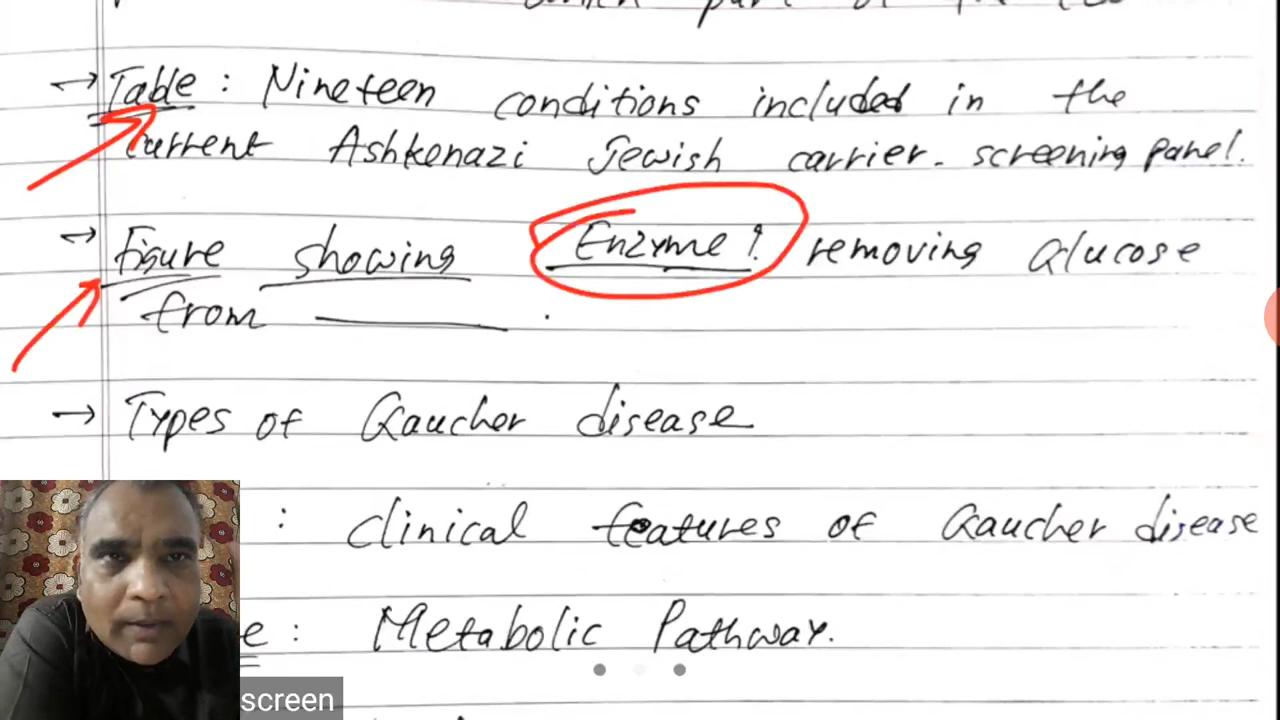 → Table : Nineteen conditions included in the
current Ashkenazi Jewish carrier- screening panel.
→ Figure showing Enzyme ? removing Glucose
from ______ .
→ Types of Gaucher disease
: Clinical features of Gaucher disease
e : Metabolic Pathway.
screen